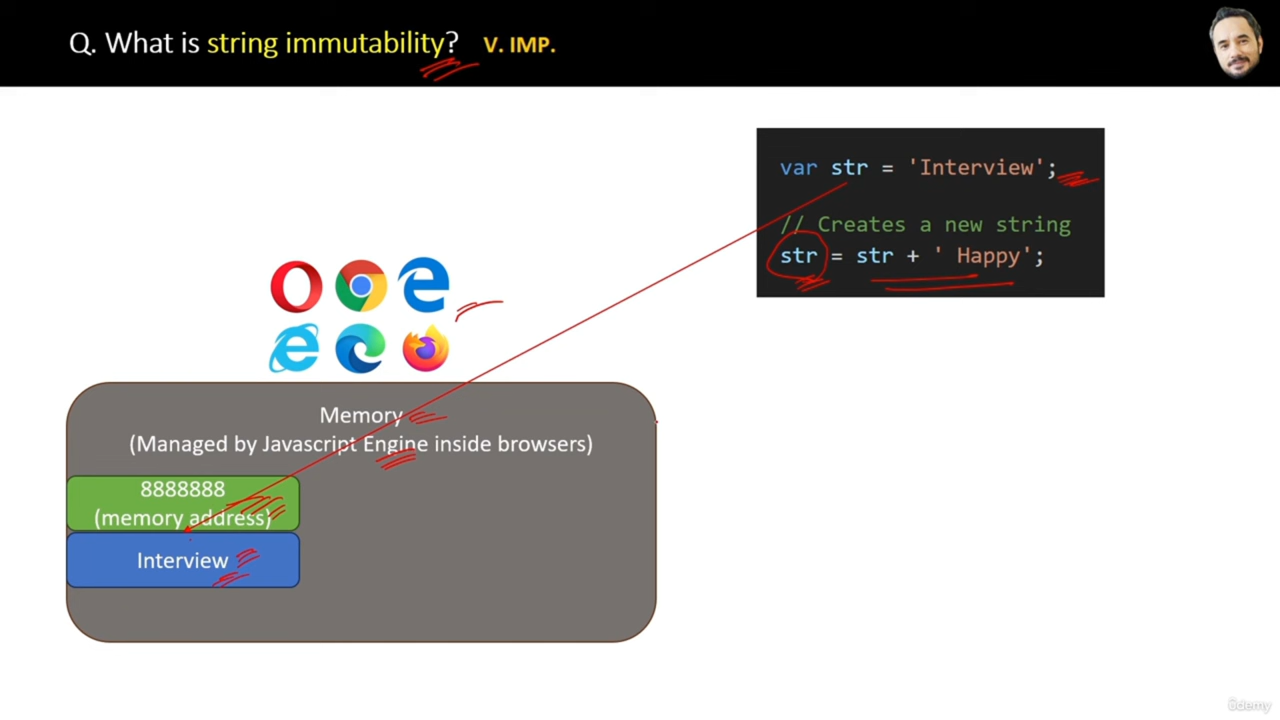 Q. What is string immutability? V. IMP.
var str = 'Interview';
// Creates a new string
str = str + ' Happy';
Memory
(Managed by Javascript Engine inside browsers)
8888888
(memory address)
Interview
ûdemy